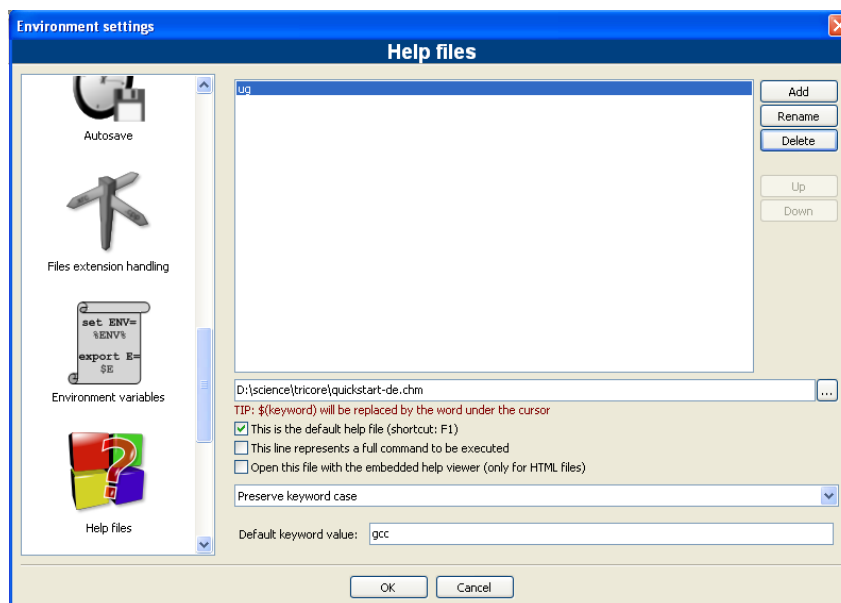 Environment settings
Help files
Autosave
Files extension handling
set ENV=
%ENV%
export E=
$E
Environment variables
Help files
ug
Add
Rename
Delete
Up
Down
D:\science\tricore\quickstart-de.chm
...
TIP: $(keyword) will be replaced by the word under the cursor
This is the default help file (shortcut: F1)
This line represents a full command to be executed
Open this file with the embedded help viewer (only for HTML files)
Preserve keyword case
Default keyword value: gcc
OK Cancel